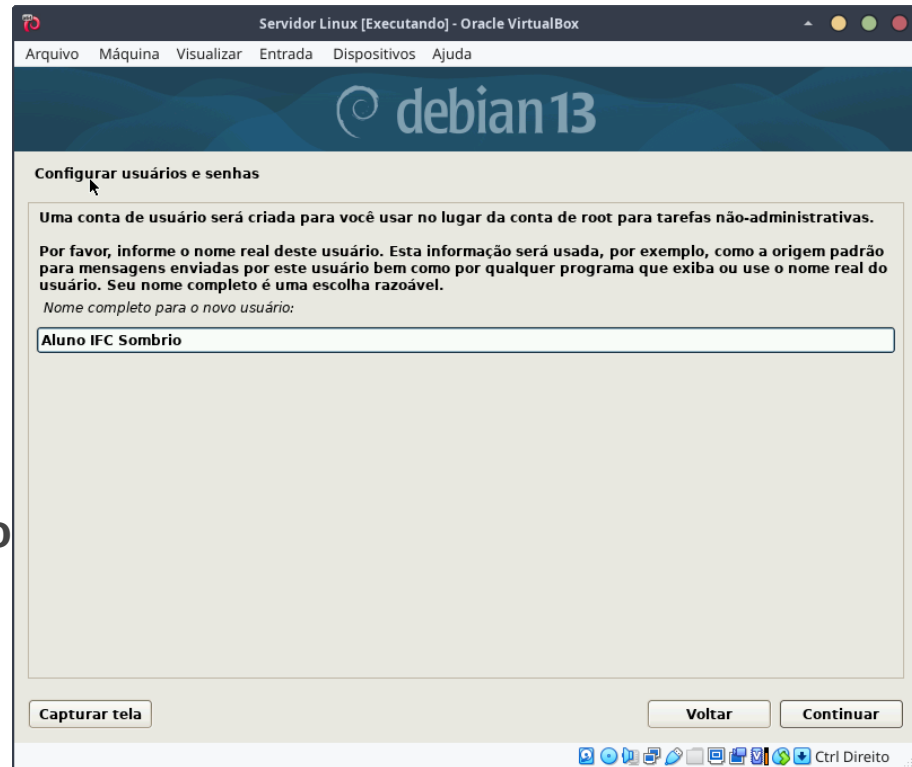 Servidor Linux [Executando] - Oracle VirtualBox
Arquivo Máquina Visualizar Entrada Dispositivos Ajuda
debian 13
Configurar usuários e senhas
Uma conta de usuário será criada para você usar no lugar da conta de root para tarefas não-administrativas.
Por favor, informe o nome real deste usuário. Esta informação será usada, por exemplo, como a origem padrão
para mensagens enviadas por este usuário bem como por qualquer programa que exiba ou use o nome real do
usuário. Seu nome completo é uma escolha razoável.
Nome completo para o novo usuário:
Aluno IFC Sombrio
Capturar tela Voltar Continuar
Ctrl Direito